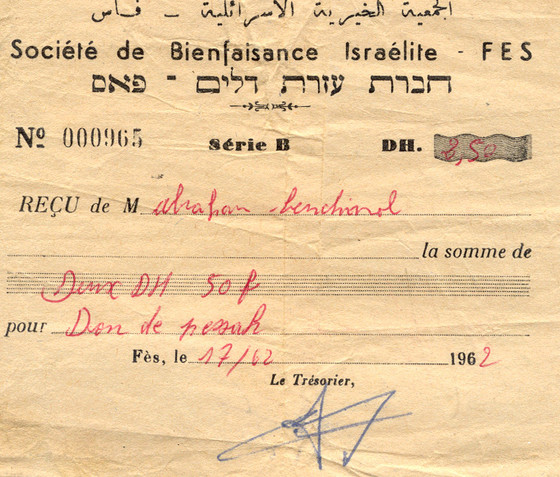 الجمعية الخيرية الاسرائلية - فاس
Société de Bienfaisance Israélite - FES
חברת עזרת דלים - פאס
Nº 000965 Série B DH. 2,50
REÇU de M abraham benchimol
la somme de
Deux DH 50 f
pour Don de pessah
Fès, le 17/62 1962
Le Trésorier,